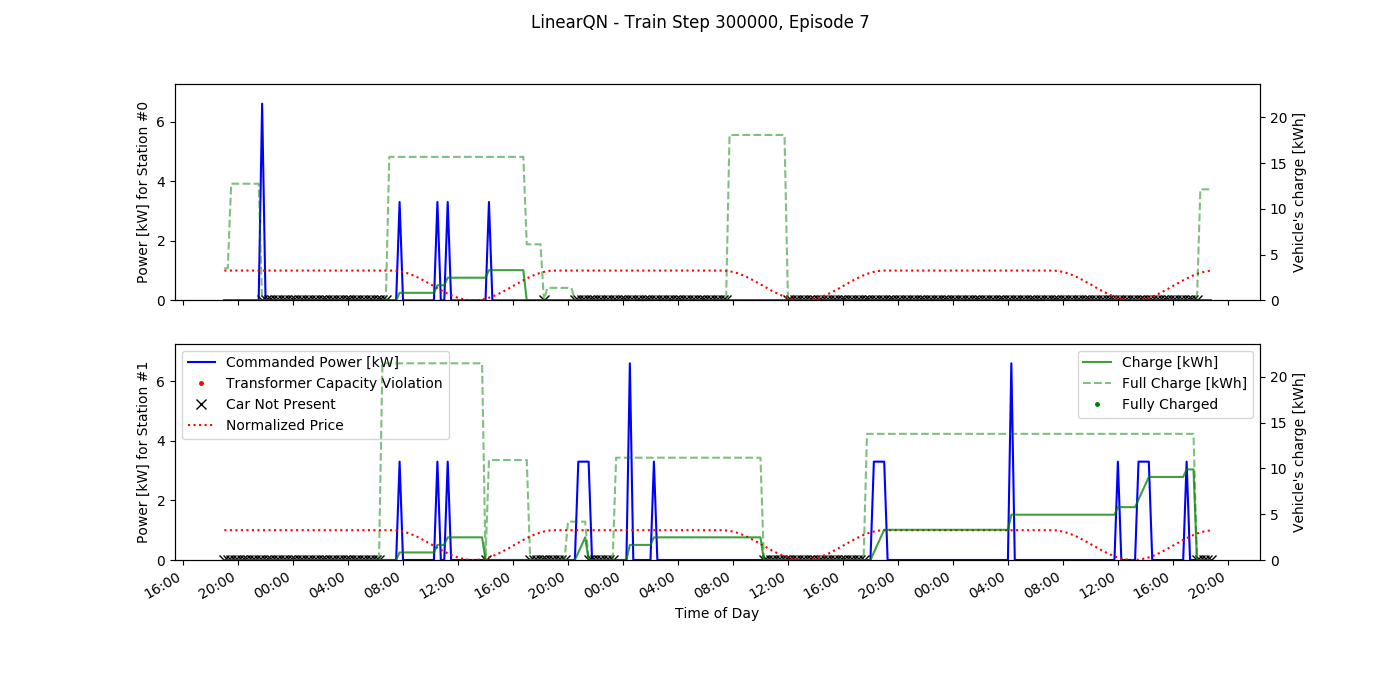 LinearQN - Train Step 300000, Episode 7
Power [kW] for Station #0
0
2
4
6
0
5
10
15
20
Vehicle's charge [kWh]
Power [kW] for Station #1
0
2
4
6
Commanded Power [kW]
Transformer Capacity Violation
Car Not Present
Normalized Price
Charge [kWh]
Full Charge [kWh]
Fully Charged
0
5
10
15
20
Vehicle's charge [kWh]
16:00 20:00 00:00 04:00 08:00 12:00 16:00 20:00 00:00 04:00 08:00 12:00 16:00 20:00 00:00 04:00 08:00 12:00 16:00 20:00
Time of Day